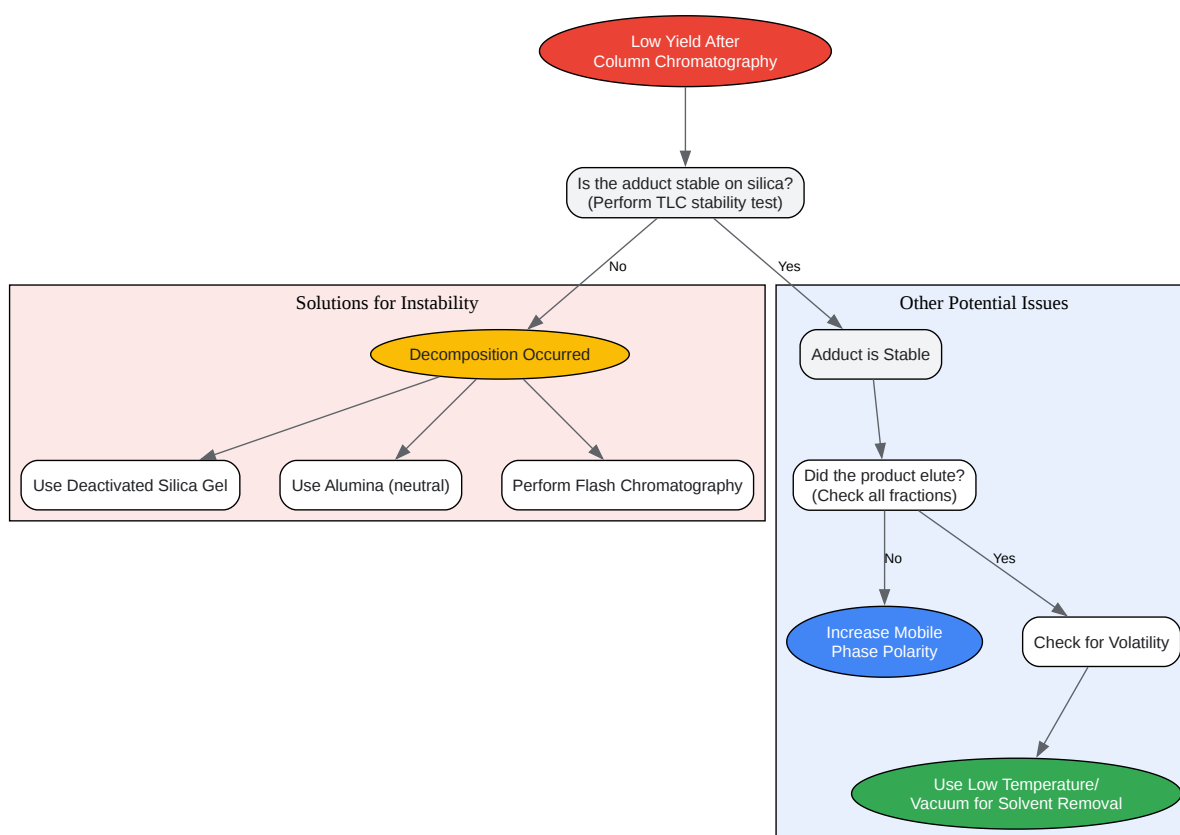 Low Yield After
Column Chromatography
Is the adduct stable on silica?
(Perform TLC stability test)
No
Yes
Solutions for Instability
Decomposition Occurred
Use Deactivated Silica Gel
Use Alumina (neutral)
Perform Flash Chromatography
Other Potential Issues
Adduct is Stable
Did the product elute?
(Check all fractions)
No
Yes
Increase Mobile
Phase Polarity
Check for Volatility
Use Low Temperature/
Vacuum for Solvent Removal